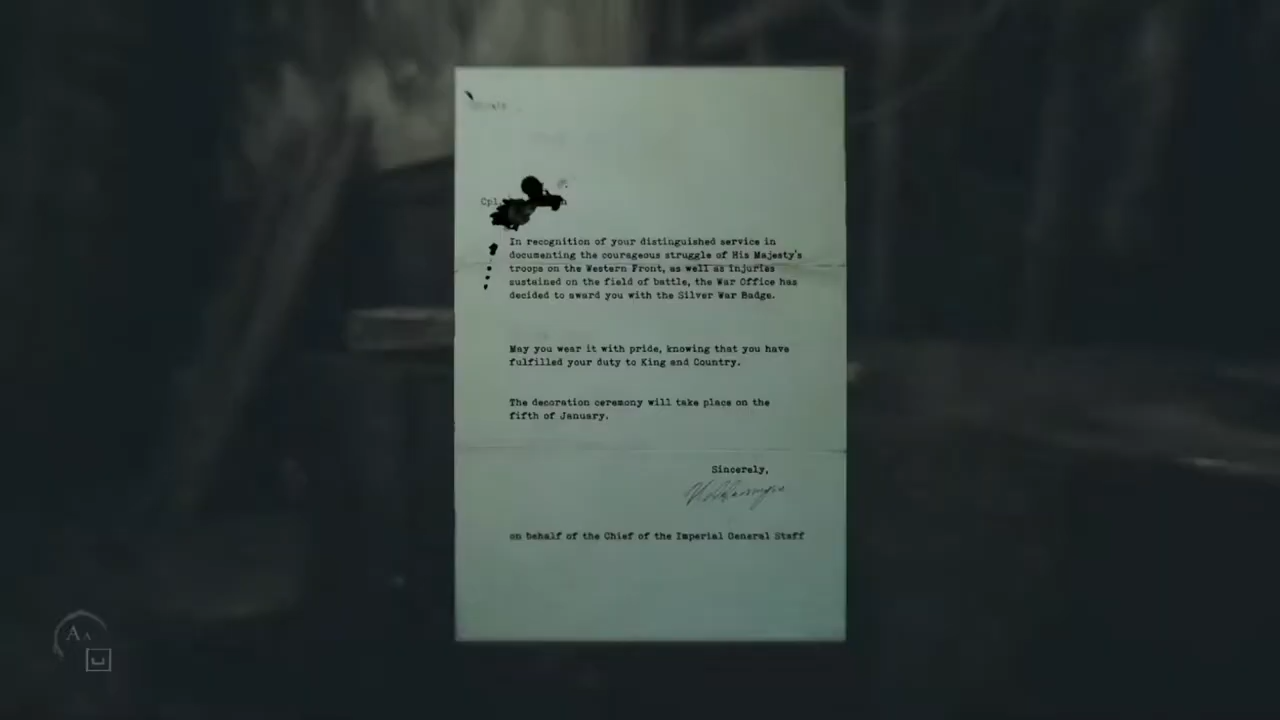 Cpl.
In recognition of your distinguished service in
documenting the courageous struggle of His Majesty's
troops on the Western Front, as well as injuries
sustained on the field of battle, the War Office has
decided to award you with the Silver War Badge.
May you wear it with pride, knowing that you have
fulfilled your duty to King and Country.
The decoration ceremony will take place on the
fifth of January.
Sincerely,
on behalf of the Chief of the Imperial General Staff
AA